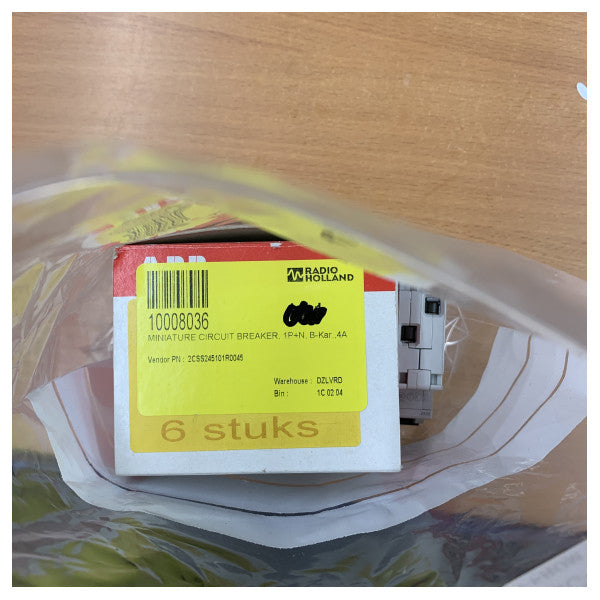 ABB
RADIO
HOLLAND
10008036
MINIATURE CIRCUIT BREAKER, 1P+N, B-Kar.,4A
Vendor PN : 2CSS245101R0045
Warehouse : DZLVRD
Bin : 1C 02 04
6 stuks